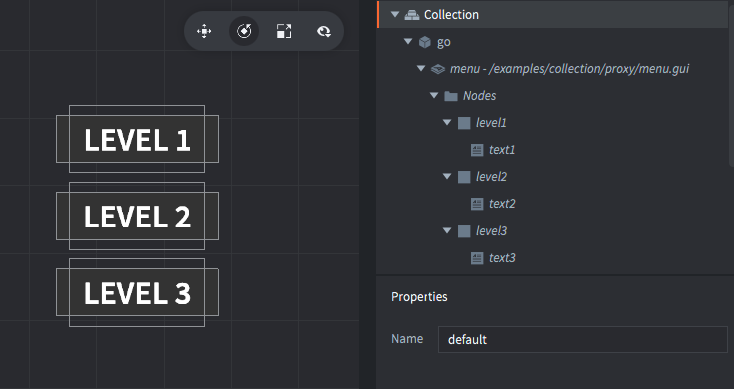 LEVEL 1
LEVEL 2
LEVEL 3
Collection
go
menu - /examples/collection/proxy/menu.gui
Nodes
level1
text1
level2
text2
level3
text3
Properties
Name default